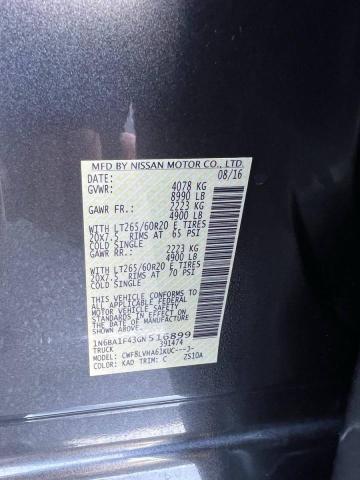 MFD BY NISSAN MOTOR CO., LTD.
08/16
GVWR: 4078 KG
8990 LB
GAWR FR.: 2223 KG
4900 LB
WITH LT265/60R20 E TIRES
20X7.5 RIMS AT 65 PSI
COLD SINGLE
GAWR RR.: 2223 KG
4900 LB
WITH LT265/60R20 E TIRES
20X7.5 RIMS AT 70 PSI
COLD SINGLE
THIS VEHICLE CONFORMS TO
ALL APPLICABLE FEDERAL
MOTOR VEHICLE SAFETY
STANDARDS IN EFFECT ON
THE DATE OF MANUFACTURE
SHOWN ABOVE.
1N6BA1F43GN516899
TRUCK 391474
MODEL: CWF8LVHA61KUC---J-
COLOR: KAD TRIM: C ZS10A